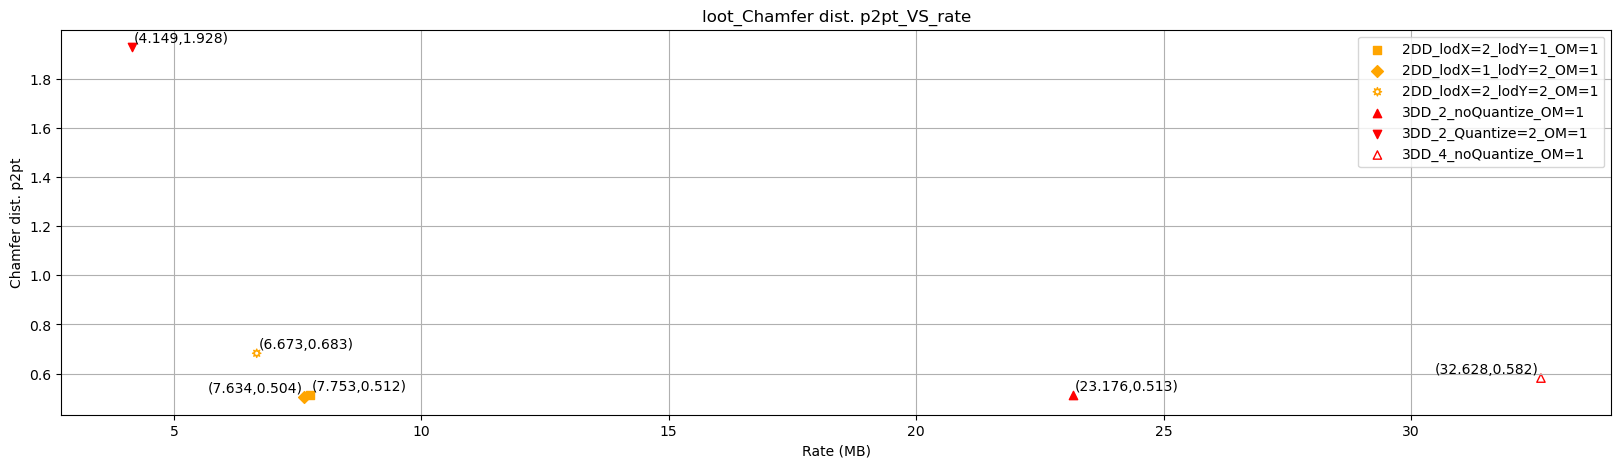 loot_Chamfer dist. p2pt_VS_rate
(4.149,1.928)
2DD_lodX=2_lodY=1_OM=1
2DD_lodX=1_lodY=2_OM=1
2DD_lodX=2_lodY=2_OM=1
3DD_2_noQuantize_OM=1
3DD_2_Quantize=2_OM=1
3DD_4_noQuantize_OM=1
1.8
1.6
1.4
1.2
1.0
0.8
0.6
Chamfer dist. p2pt
(6.673,0.683)
(7.634,0.504)
(7.753,0.512)
(23.176,0.513)
(32.628,0.582)
5
10
15
20
25
30
Rate (MB)